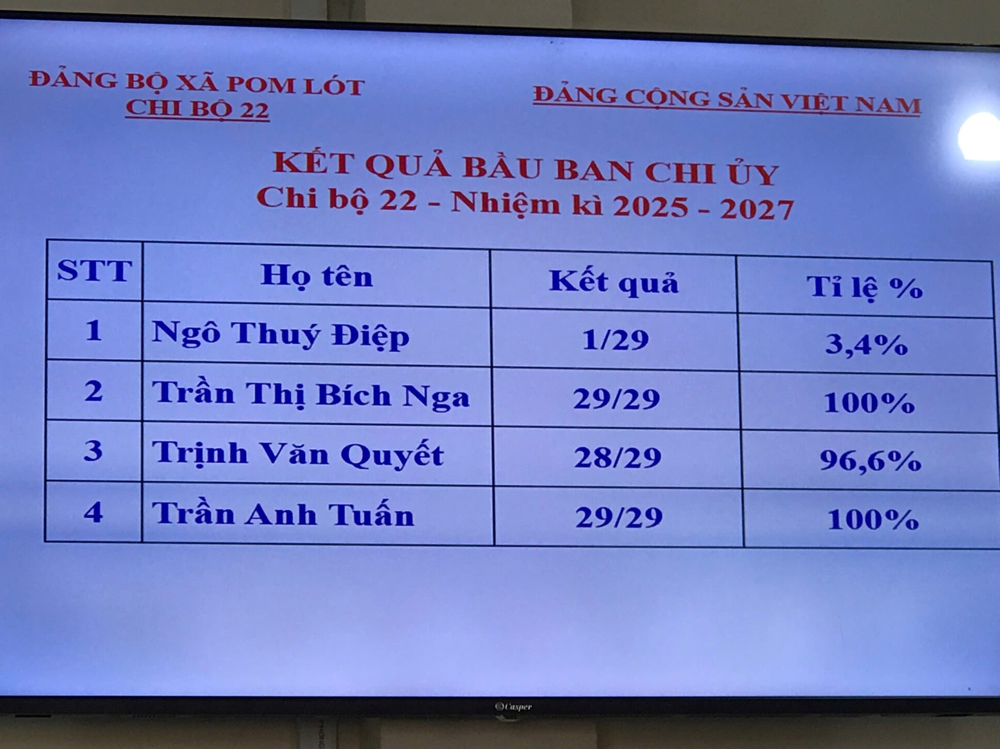 ĐẢNG BỘ XÃ POM LÓT
CHI BỘ 22
ĐẢNG CỘNG SẢN VIỆT NAM
KẾT QUẢ BẦU BAN CHI ỦY
Chi bộ 22 - Nhiệm kì 2025 - 2027
STT Họ tên Kết quả Tỉ lệ %
1 Ngô Thuý Điệp 1/29 3,4%
2 Trần Thị Bích Nga 29/29 100%
3 Trịnh Văn Quyết 28/29 96,6%
4 Trần Anh Tuấn 29/29 100%
Casper